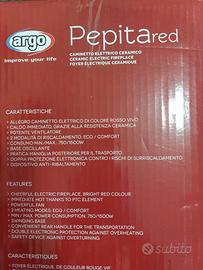 argo
Improve your life
Pepitared
CAMINETTO ELETTRICO CERAMICO
CERAMIC ELECTRIC FIREPLACE
FOYER ÉLECTRIQUE CÉRAMIQUE
CARATTERISTICHE
• ALLEGRO CAMINETTO ELETTRICO DI COLORE ROSSO VIVO
• CALDO IMMEDIATO GRAZIE ALLA RESISTENZA CERAMICA
• POTENTE VENTILATORE
• 2 MODALITÀ DI RISCALDAMENTO: ECO / COMFORT
• CONSUMO MIN/MAX: 750/1500W
• BASE OSCILLANTE
• PRATICA MANIGLIA POSTERIORE PER IL TRASPORTO
• DOPPIA PROTEZIONE ELETTRONICA CONTRO I RISCHI DI SURRISCALDAMENTO
• DISPOSITIVO ANTI-RIBALTAMENTO
FEATURES
• CHEERFUL ELECTRIC FIREPLACE, BRIGHT RED COLOUR
• IMMEDIATE HOT THANKS TO PTC ELEMENT
• POWERFUL FAN
• 2 HEATING MODES: ECO / COMFORT
• MIN / MAX POWER CONSUMPTION: 750/1500W
• SWINGING BASE
• CONVENIENT REAR HANDLE FOR THE TRANSPORTATION
• DOUBLE ELECTRONIC PROTECTION AGAINST OVERHEATING
• SAFETY DEVICE AGAINST OVERTURNING
CARACTÉRISTIQUES
• FOYER ÉLECTRIQUE, DE COULEUR ROUGE VIF
subito